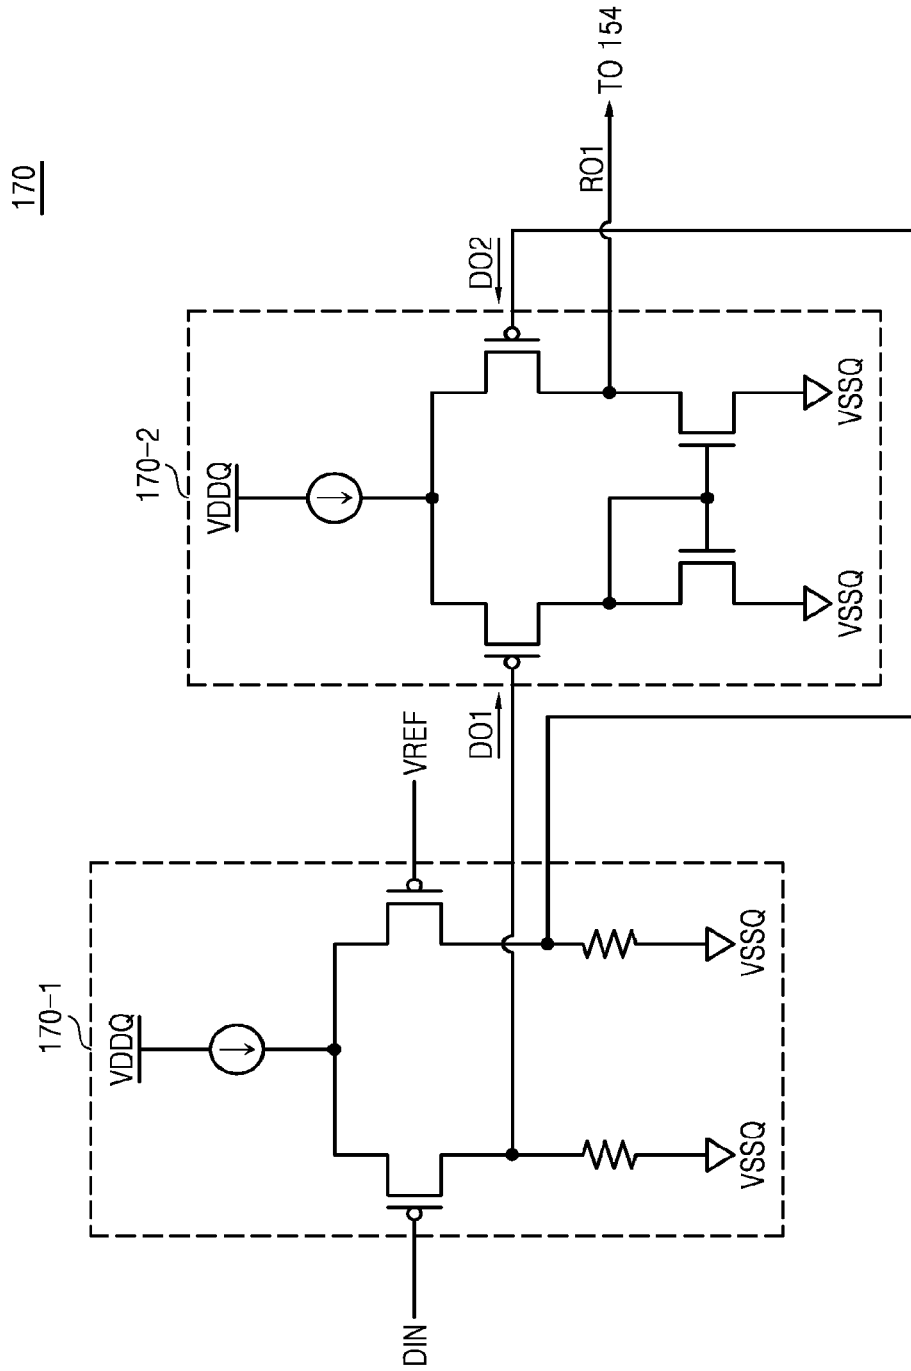 170
170-1
VDDQ
DIN
VREF
VSSQ
VSSQ
170-2
VDDQ
DO1
DO2
RO1
TO 154
VSSQ
VSSQ